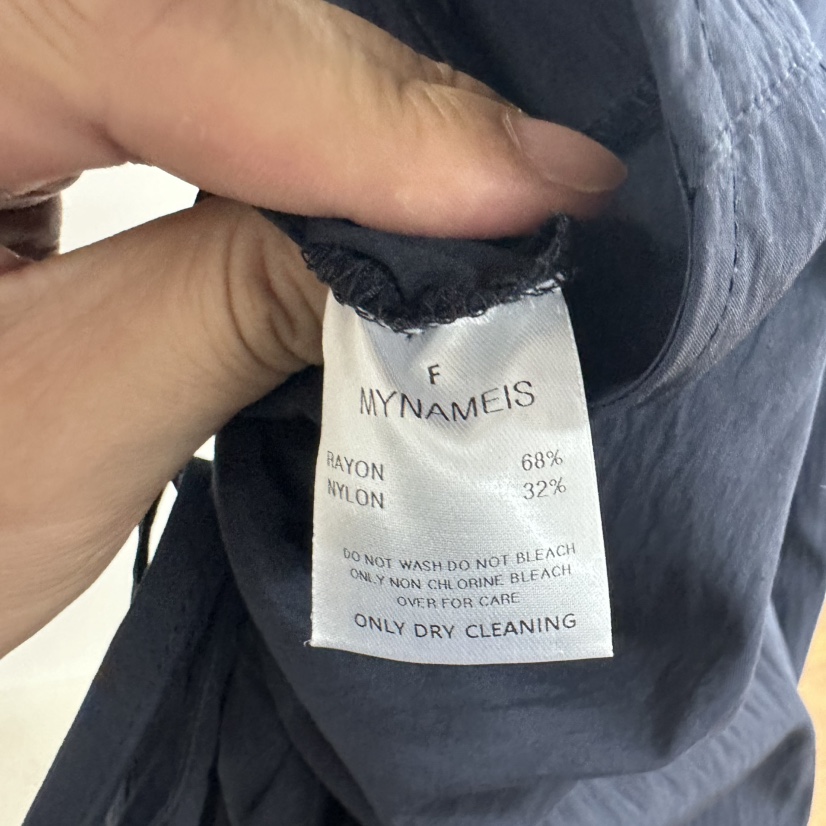 F
MYNAMEIS
RAYON 68%
NYLON 32%
DO NOT WASH DO NOT BLEACH
ONLY NON CHLORINE BLEACH
OVER FOR CARE
ONLY DRY CLEANING